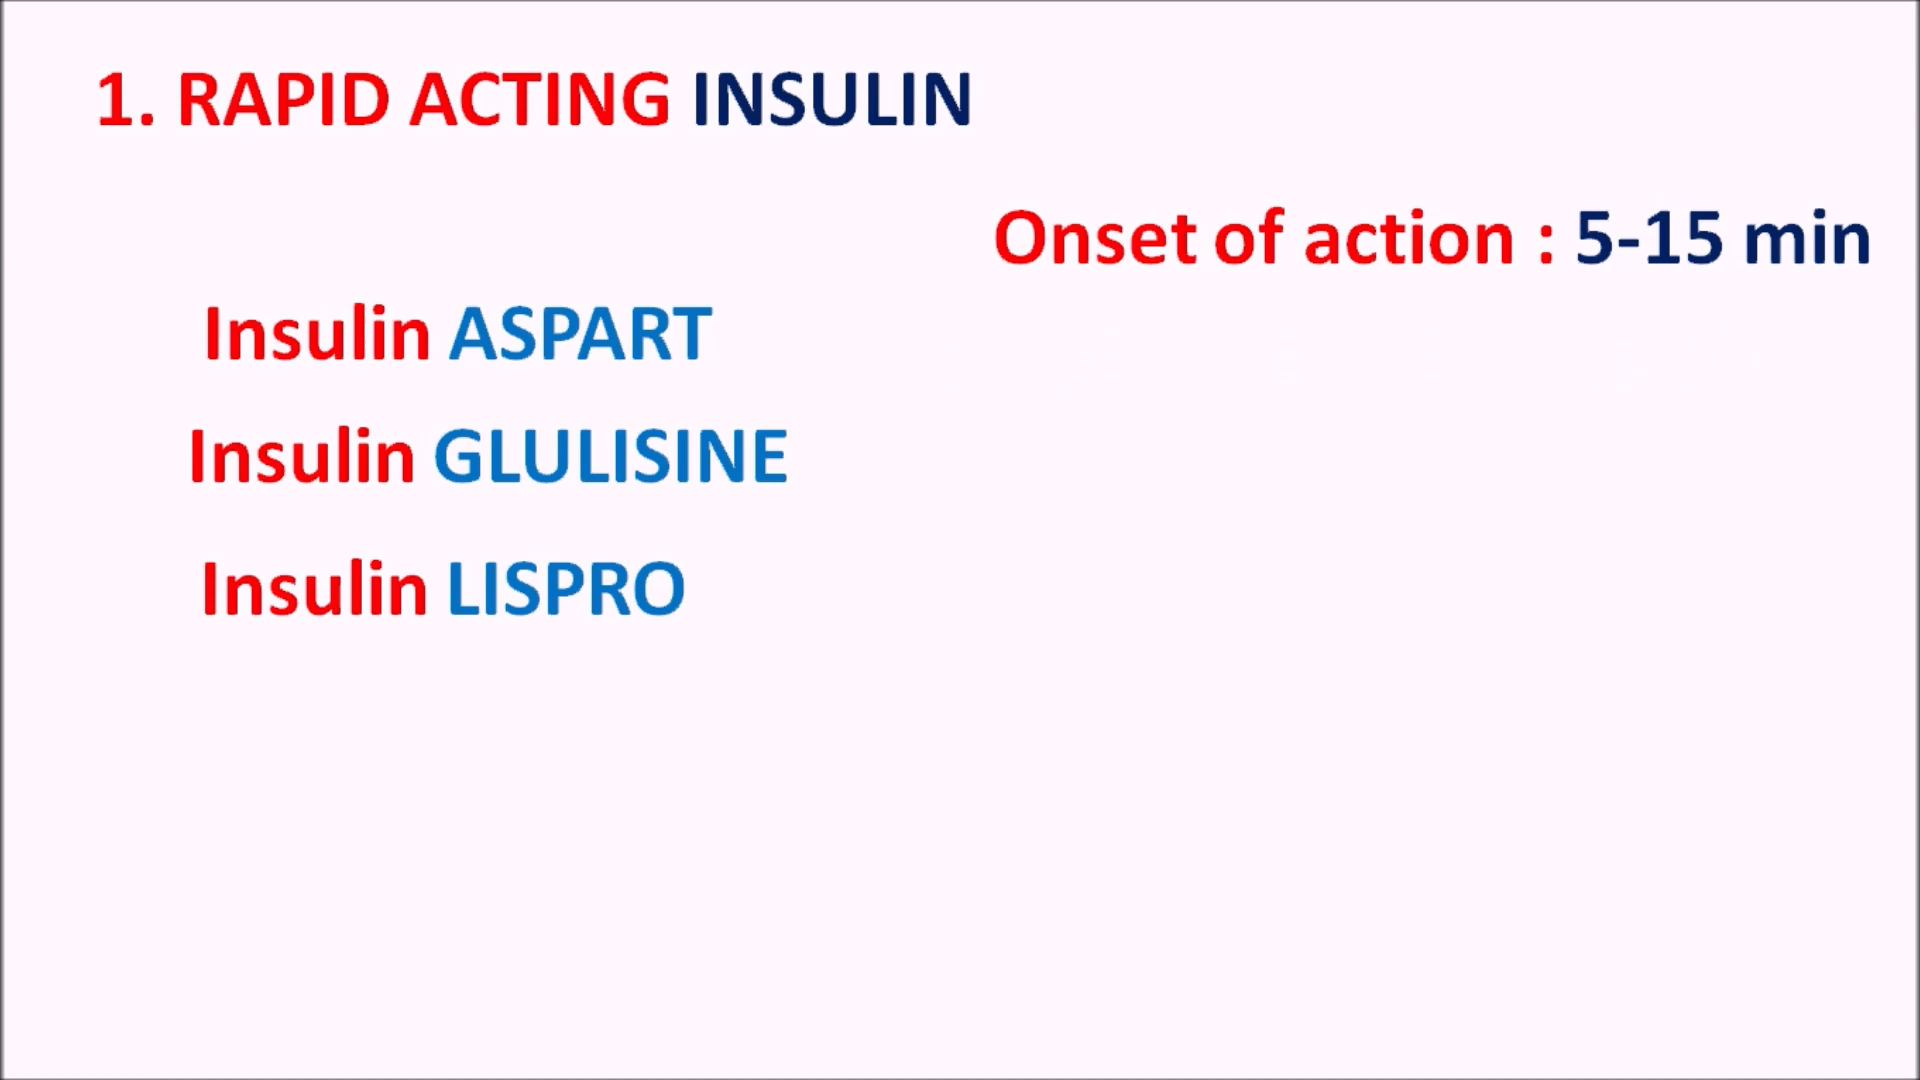 1. RAPID ACTING INSULIN
Onset of action : 5-15 min
Insulin ASPART
Insulin GLULISINE
Insulin LISPRO